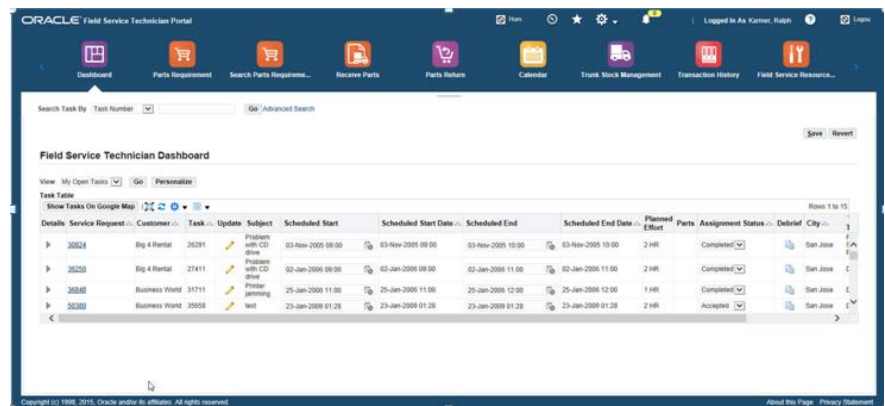 ORACLE Field Service Technician Portal
Logged In As Karner, Ralph
Dashboard Parts Requirement Search Parts Requireme... Receive Parts Parts Return Calendar Trunk Stock Management Transaction History Field Service Resource...
Search Task By Task Number Go Advanced Search
Save Revert
Field Service Technician Dashboard
View My Open Tasks Go Personalize
Task Table
Show Tasks On Google Map Rows 1 to 15
Details Service Request Customer Task Update Subject Scheduled Start Scheduled Start Date Scheduled End Scheduled End Date Planned Effort Parts Assignment Status Debrief City
30824 Big 4 Rental 26291 Problem with CD drive 03-Nov-2005 09:00 03-Nov-2005 09:00 03-Nov-2005 10:00 03-Nov-2005 10:00 2 HR Completed San Jose
26250 Big 4 Rental 27411 Problem with CD drive 02-Jan-2006 09:00 02-Jan-2006 09:00 02-Jan-2006 11:00 02-Jan-2006 11:00 2 HR Completed San Jose
36848 Business World 31711 Printer jamming 25-Jan-2006 11:00 25-Jan-2006 11:00 25-Jan-2006 12:00 25-Jan-2006 12:00 1 HR Completed San Jose
50380 Business World 35658 test 23-Jan-2009 01:28 23-Jan-2009 01:28 23-Jan-2009 01:28 23-Jan-2009 01:28 2 HR Accepted San Jose
Copyright (c) 1998, 2015, Oracle and/or its affiliates. All rights reserved. About this Page Privacy Statement